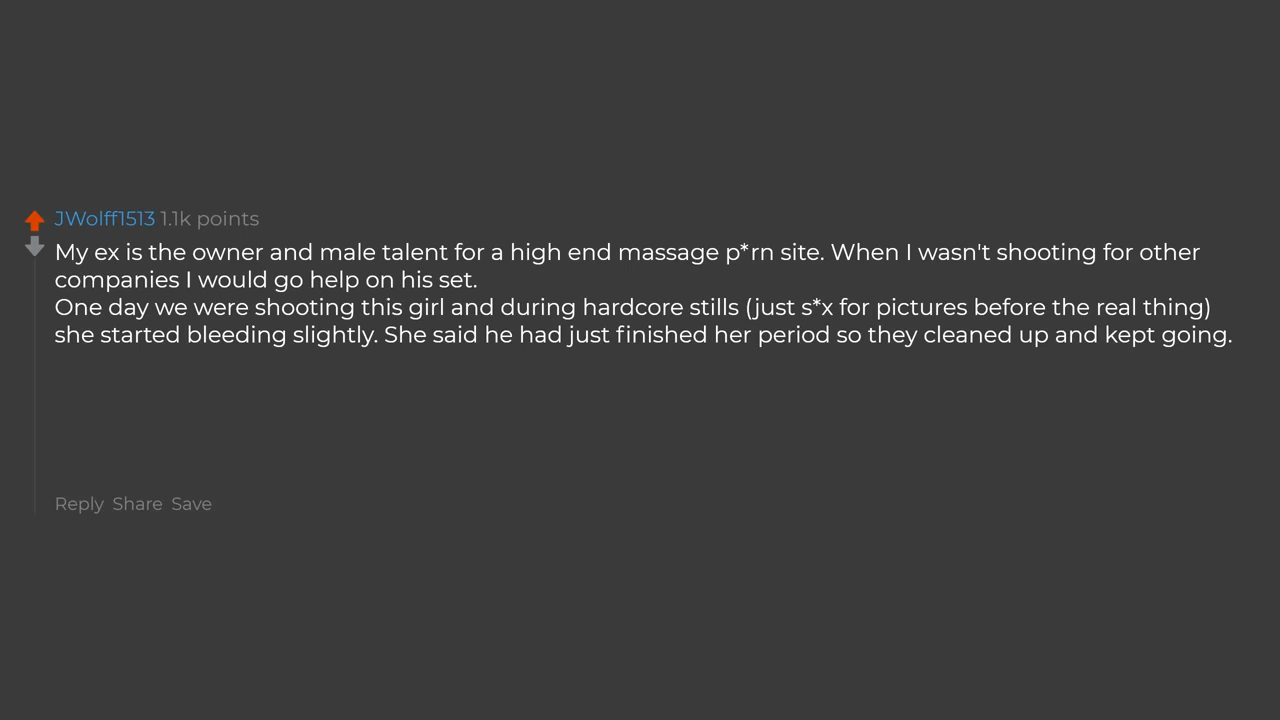 JWolff1513 1.1k points
My ex is the owner and male talent for a high end massage p*rn site. When I wasn't shooting for other
companies I would go help on his set.
One day we were shooting this girl and during hardcore stills (just s*x for pictures before the real thing)
she started bleeding slightly. She said he had just finished her period so they cleaned up and kept going.
Reply Share Save